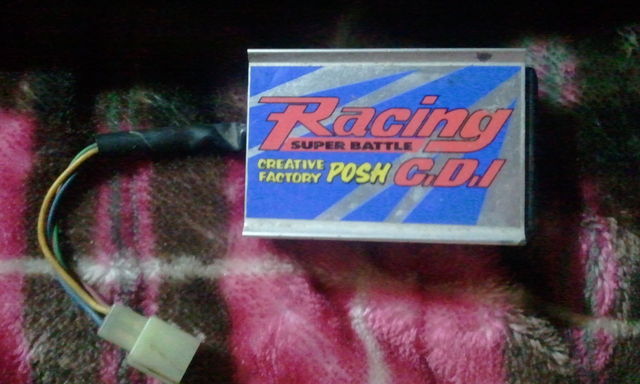 Racing
SUPER BATTLE
CREATIVE
FACTORY
POSH
C.D.I